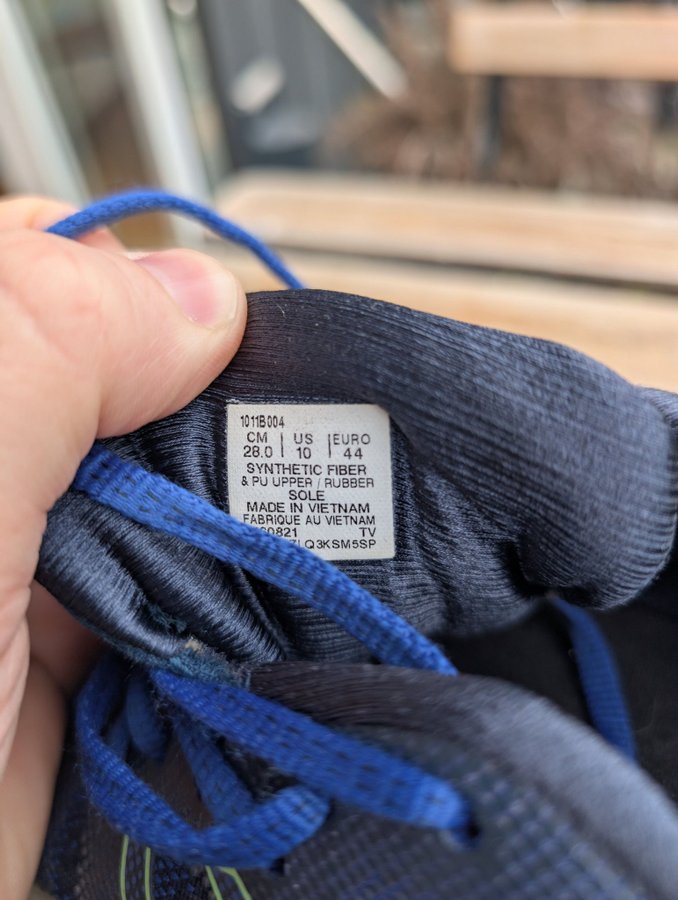 1011B004
CM | US | EURO
28.0 | 10 | 44
SYNTHETIC FIBER
& PU UPPER / RUBBER
SOLE
MADE IN VIETNAM
FABRIQUE AU VIETNAM
TV